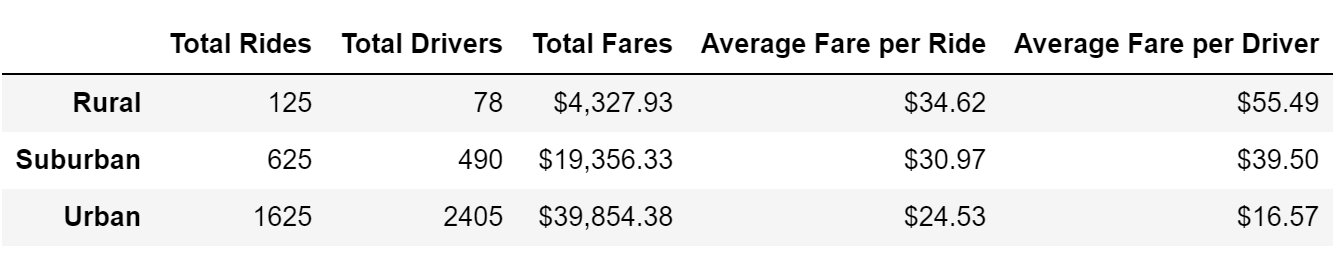 Total Rides Total Drivers Total Fares Average Fare per Ride Average Fare per Driver
Rural 125 78 $4,327.93 $34.62 $55.49
Suburban 625 490 $19,356.33 $30.97 $39.50
Urban 1625 2405 $39,854.38 $24.53 $16.57